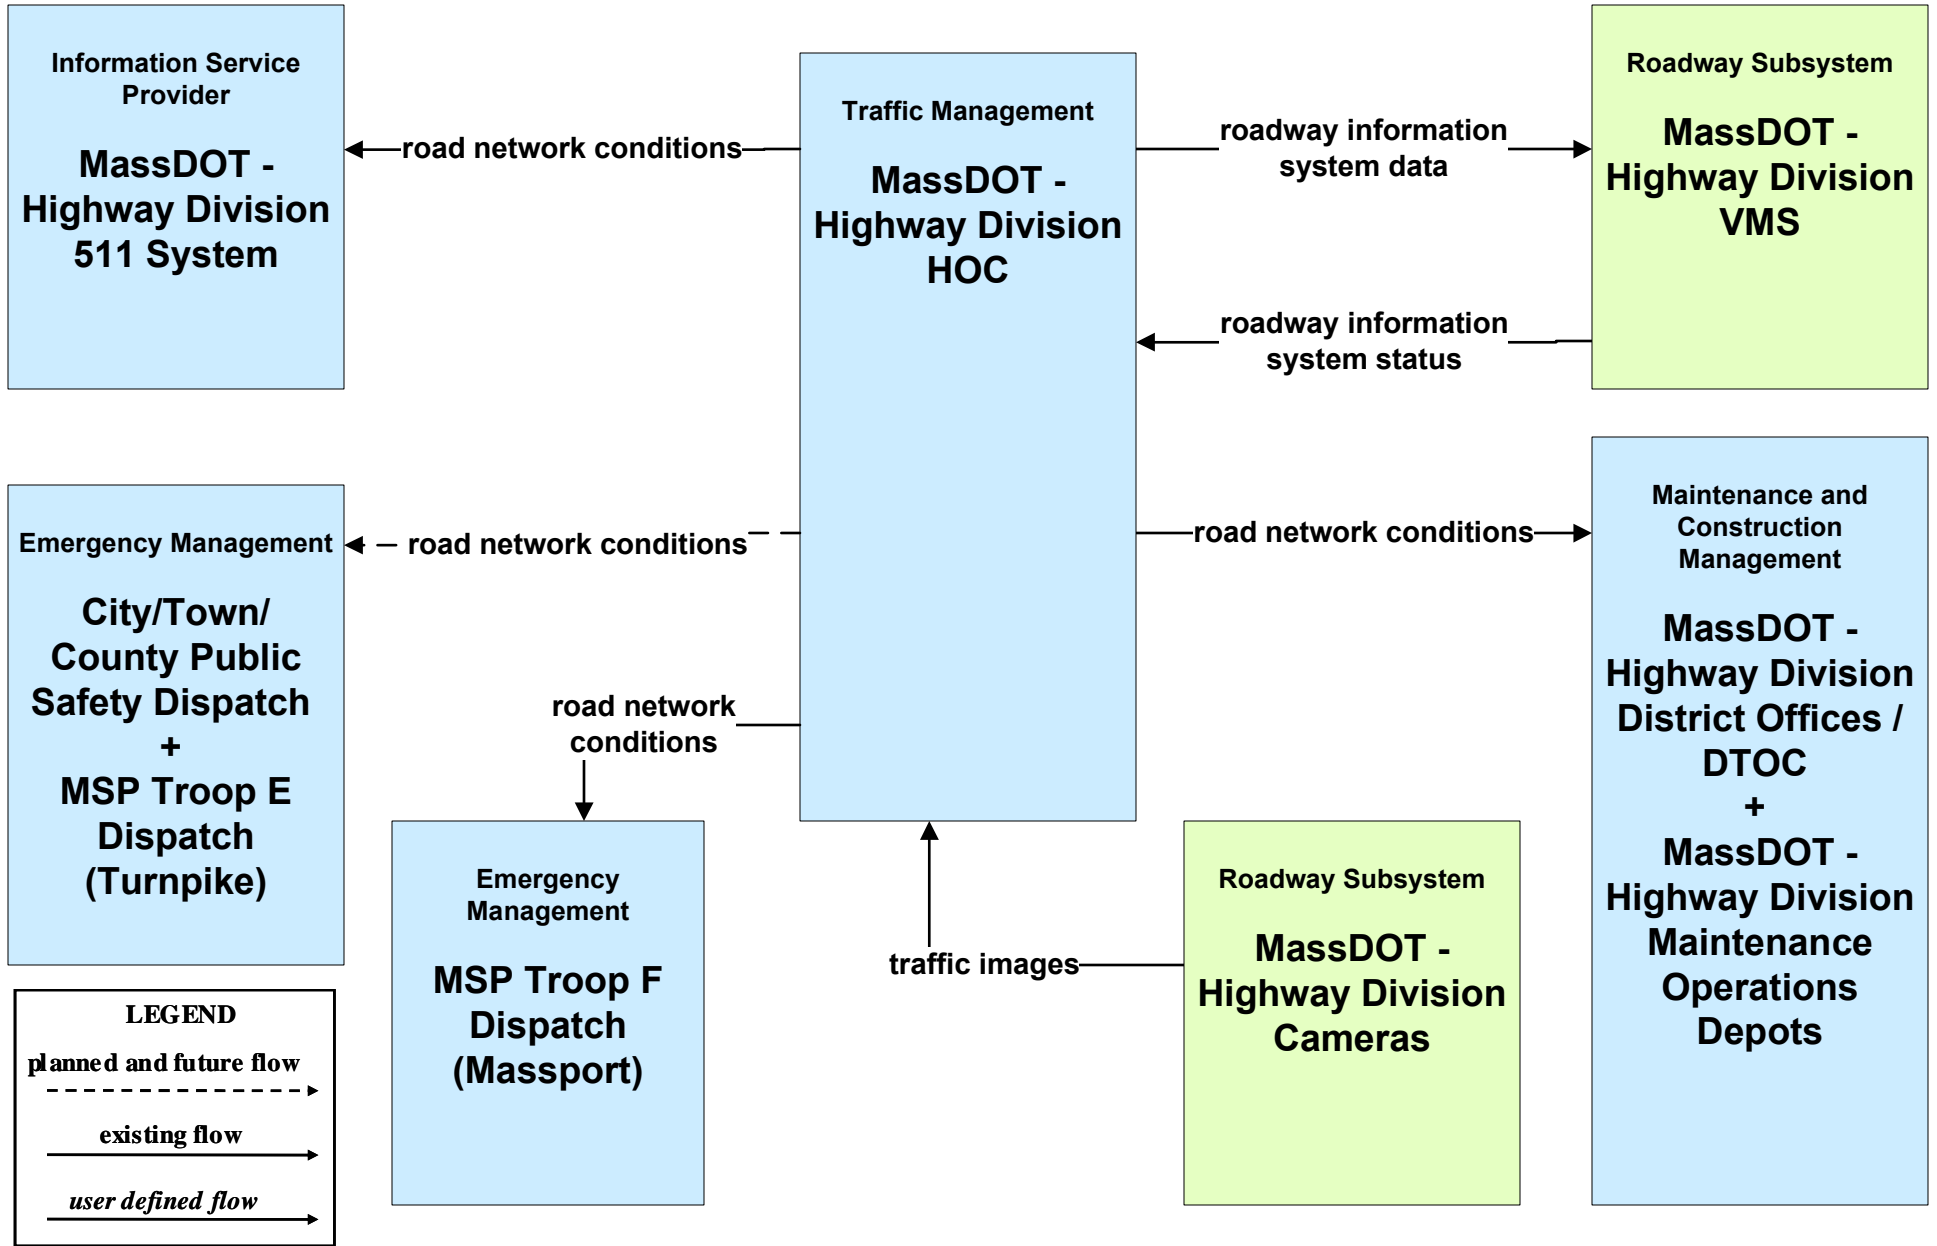 Information Service
Provider
MassDOT -
Highway Division
511 System
road network conditions
Traffic Management
MassDOT -
Highway Division
HOC
roadway information
system data
Roadway Subsystem
MassDOT -
Highway Division
VMS
roadway information
system status
Emergency Management
City/Town/
County Public
Safety Dispatch
+
MSP Troop E
Dispatch
(Turnpike)
road network conditions
road network conditions
Maintenance and
Construction
Management
MassDOT -
Highway Division
District Offices /
DTOC
+
MassDOT -
Highway Division
Maintenance
Operations
Depots
road network
conditions
Emergency
Management
MSP Troop F
Dispatch
(Massport)
traffic images
Roadway Subsystem
MassDOT -
Highway Division
Cameras
LEGEND
planned and future flow
existing flow
user defined flow